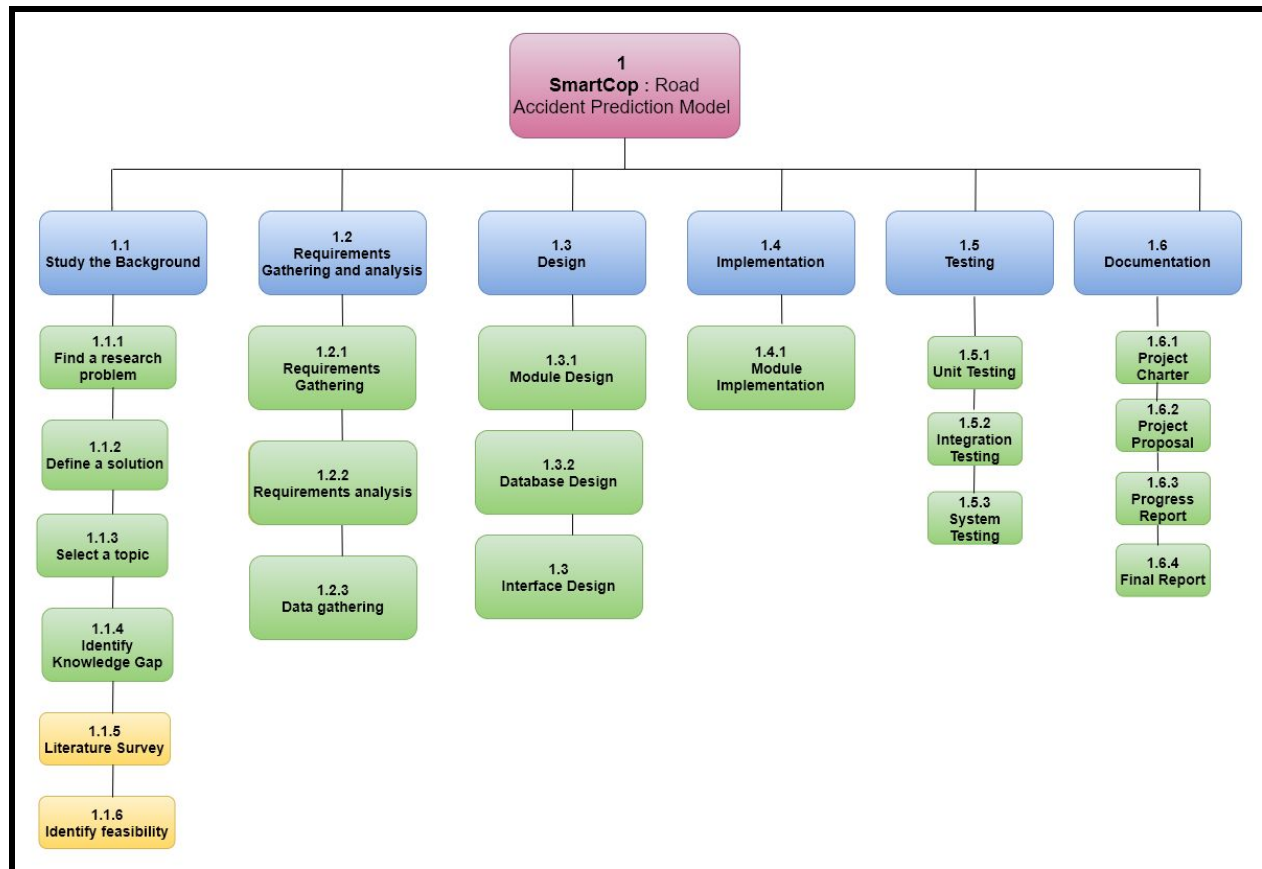 1
SmartCop : Road
Accident Prediction Model
1.1
Study the Background
1.2
Requirements
Gathering and analysis
1.3
Design
1.4
Implementation
1.5
Testing
1.6
Documentation
1.1.1
Find a research
problem
1.1.2
Define a solution
1.1.3
Select a topic
1.1.4
Identify
Knowledge Gap
1.1.5
Literature Survey
1.1.6
Identify feasibility
1.2.1
Requirements
Gathering
1.2.2
Requirements analysis
1.2.3
Data gathering
1.3.1
Module Design
1.3.2
Database Design
1.3
Interface Design
1.4.1
Module
Implementation
1.5.1
Unit Testing
1.5.2
Integration
Testing
1.5.3
System
Testing
1.6.1
Project
Charter
1.6.2
Project
Proposal
1.6.3
Progress
Report
1.6.4
Final Report